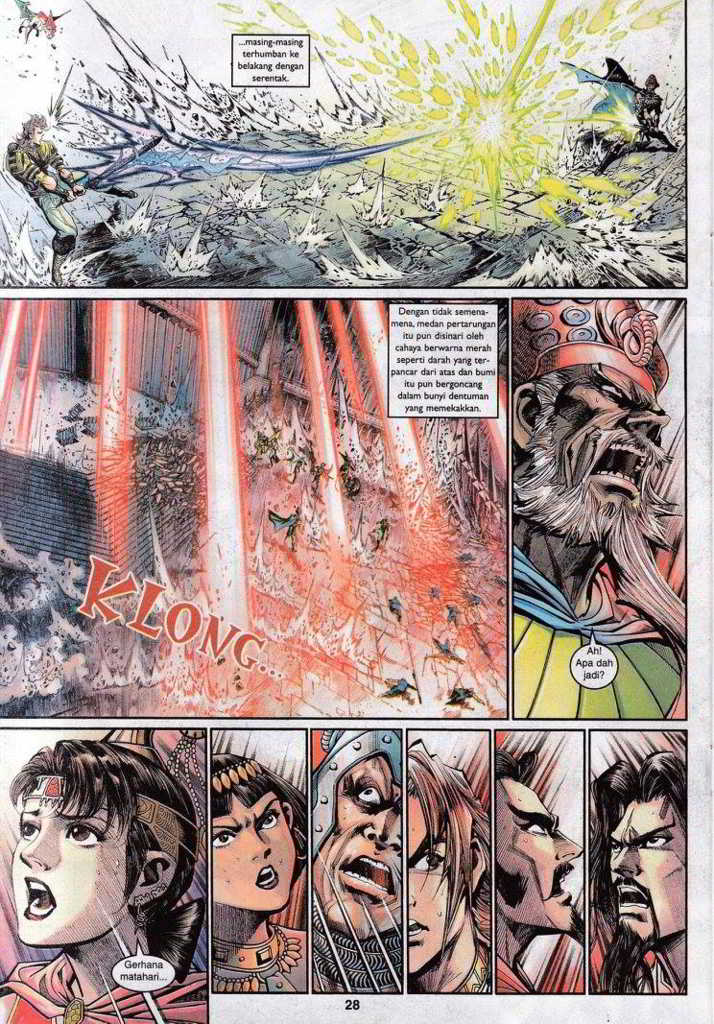 ...masing-masing
terhumban ke
belakang dengan
serentak.
Dengan tidak semena-
mena, medan pertarungan
itu pun disinari oleh
cahaya berwarna merah
seperti darah yang ter-
pancar dari atas dan bumi
itu pun bergoncang
dalam bunyi dentuman
yang memekakkan.
KLONG...
Ah!
Apa dah
jadi?
Gerhana
matahari...
28